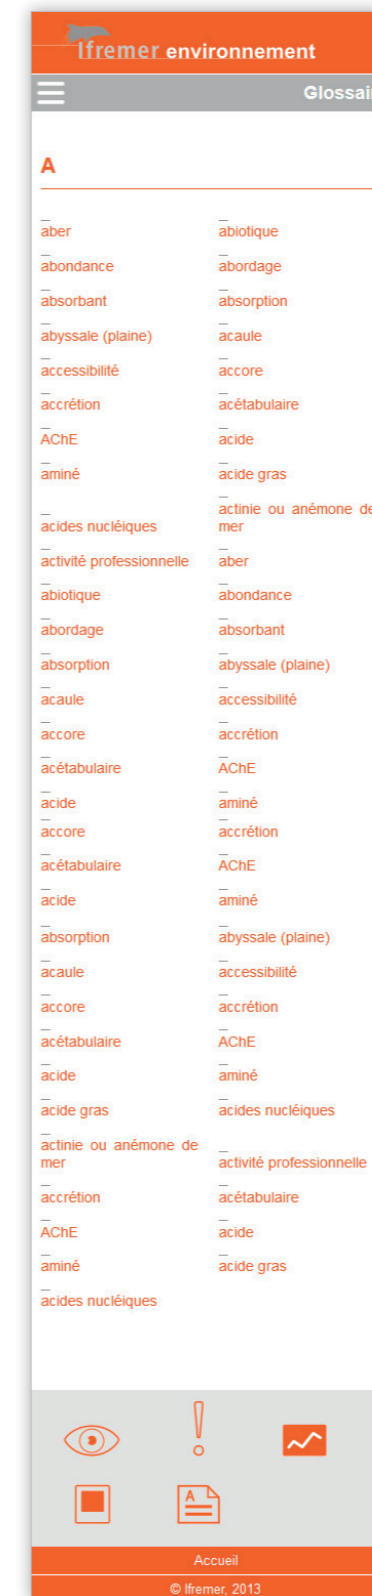 Ifremer environnement
Glossai
A
aber abiotique
abondance abordage
absorbant absorption
abyssale (plaine) acaule
accessibilité accore
accrétion acétabulaire
AChE acide
aminé acide gras
acides nucléiques actinie ou anémone de mer
activité professionnelle aber
abiotique abondance
abordage absorbant
absorption abyssale (plaine)
acaule accessibilité
accore accrétion
acétabulaire AChE
acide aminé
accore accrétion
acétabulaire AChE
acide aminé
absorption abyssale (plaine)
acaule accessibilité
accore accrétion
acétabulaire AChE
acide aminé
acide gras acides nucléiques
actinie ou anémone de
mer activité professionnelle
accrétion acétabulaire
AChE acide
aminé acide gras
acides nucléiques
A
Accueil
© Ifremer, 2013